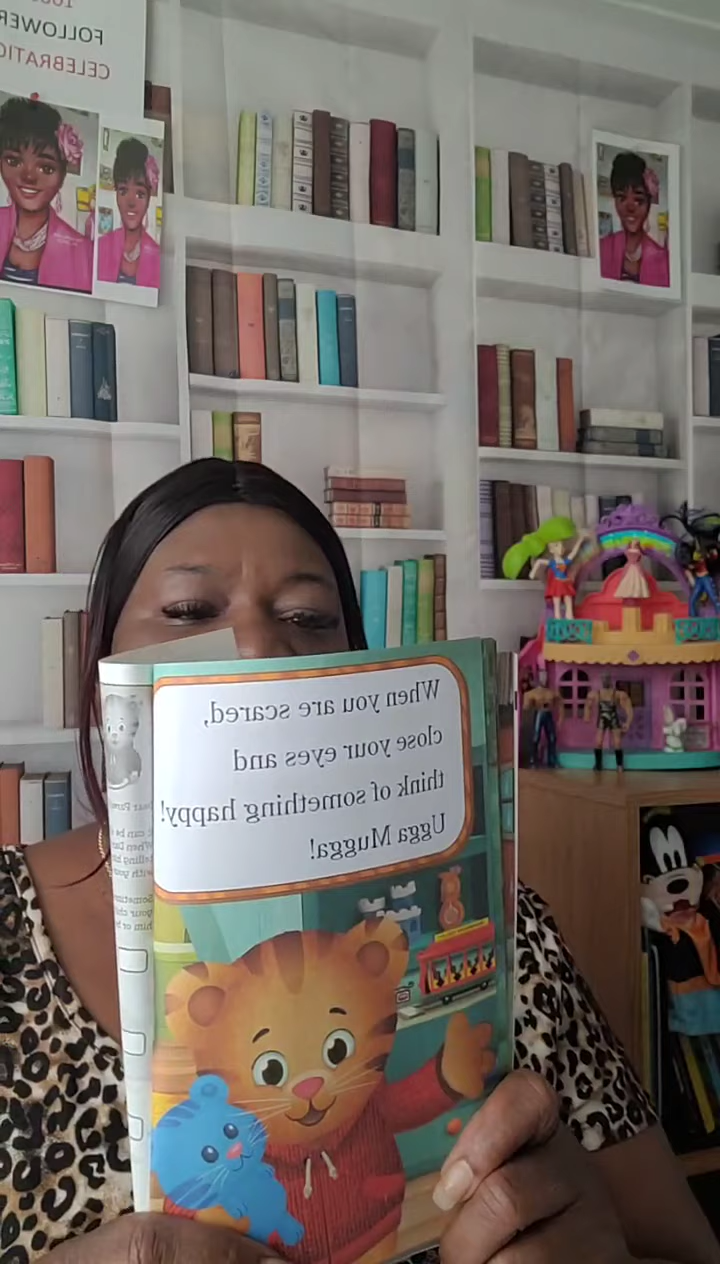 FOLLOWER
CELEBRATIO
When you are scared,
close your eyes and
think of something happy!
Ugga Mugga!